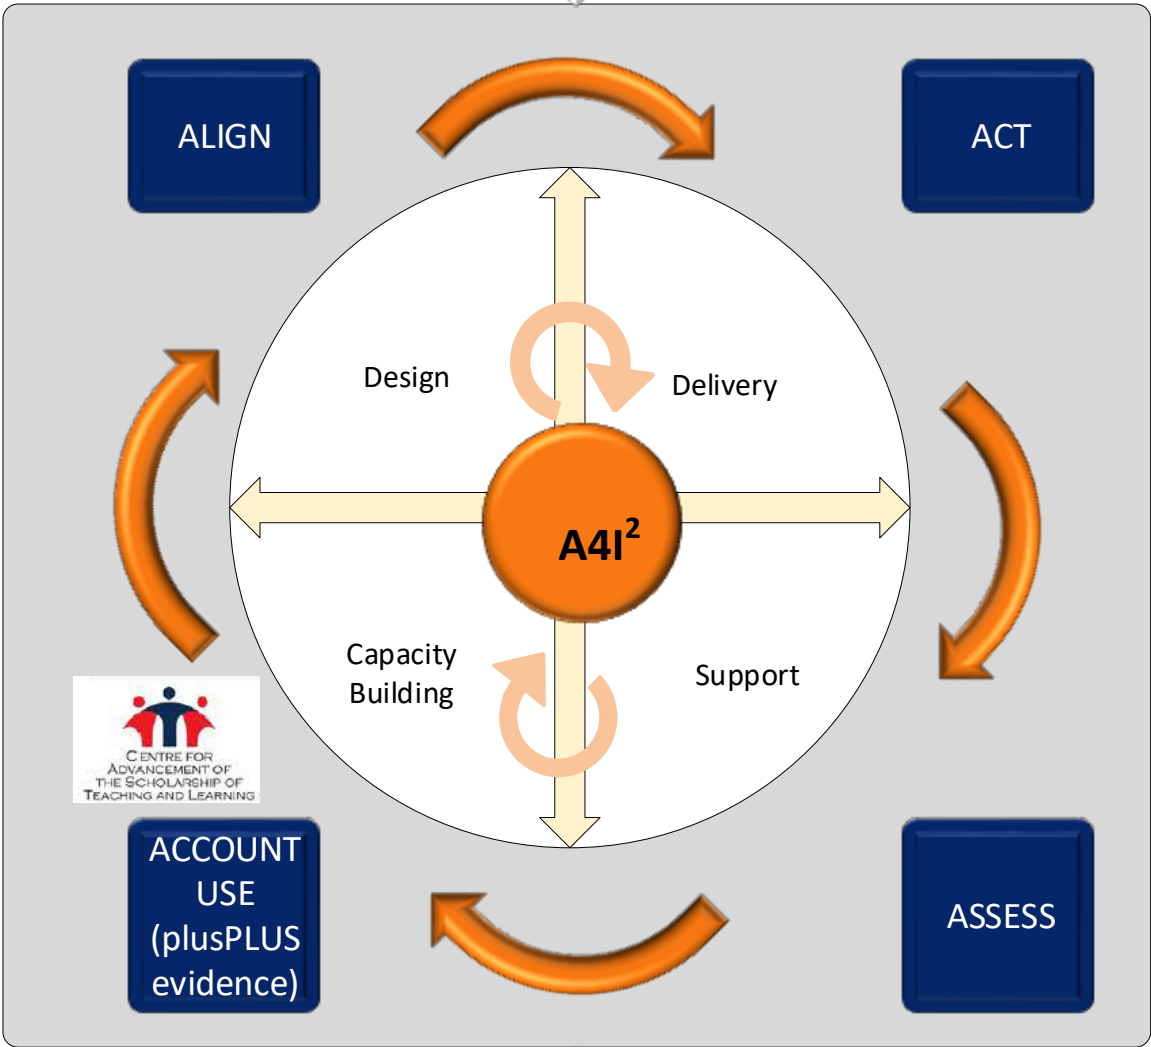 ALIGN
ACT
Design
Delivery
A4I²
Capacity
Building
Support
CENTRE FOR
ADVANCEMENT OF
THE SCHOLARSHIP OF
TEACHING AND LEARNING
ACCOUNT
USE
(plusPLUS
evidence)
ASSESS